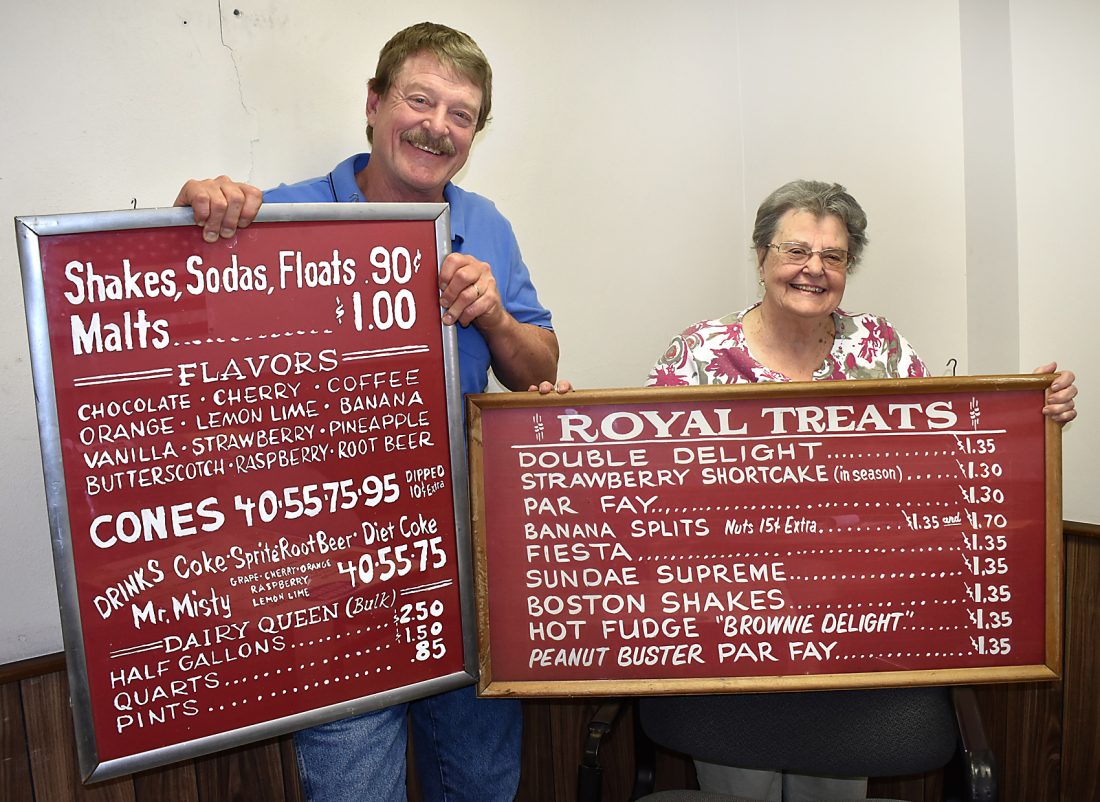 Shakes, Sodas, Floats .90¢
Malts........................$1.00
FLAVORS
CHOCOLATE · CHERRY · COFFEE
ORANGE · LEMON LIME · BANANA
VANILLA · STRAWBERRY · PINEAPPLE
BUTTERSCOTCH · RASPBERRY · ROOT BEER
CONES 40·55·75·95 DIPPED
10¢ Extra
DRINKS Coke · Sprite Root Beer · Diet Coke
Mr. Misty GRAPE · CHERRY · ORANGE
RASPBERRY
LEMON LIME
40·55·75
DAIRY QUEEN (Bulk)
HALF GALLONS............$2.50
QUARTS..................$1.50
PINTS...................85
ROYAL TREATS
DOUBLE DELIGHT..............$1.35
STRAWBERRY SHORTCAKE (in season)......$1.30
PAR FAY..............................$1.30
BANANA SPLITS Nuts 15¢ Extra..........$1.35 and $1.70
FIESTA...............................$1.35
SUNDAE SUPREME.....................$1.35
BOSTON SHAKES......................$1.35
HOT FUDGE "BROWNIE DELIGHT"......$1.35
PEANUT BUSTER PAR FAY..............$1.35